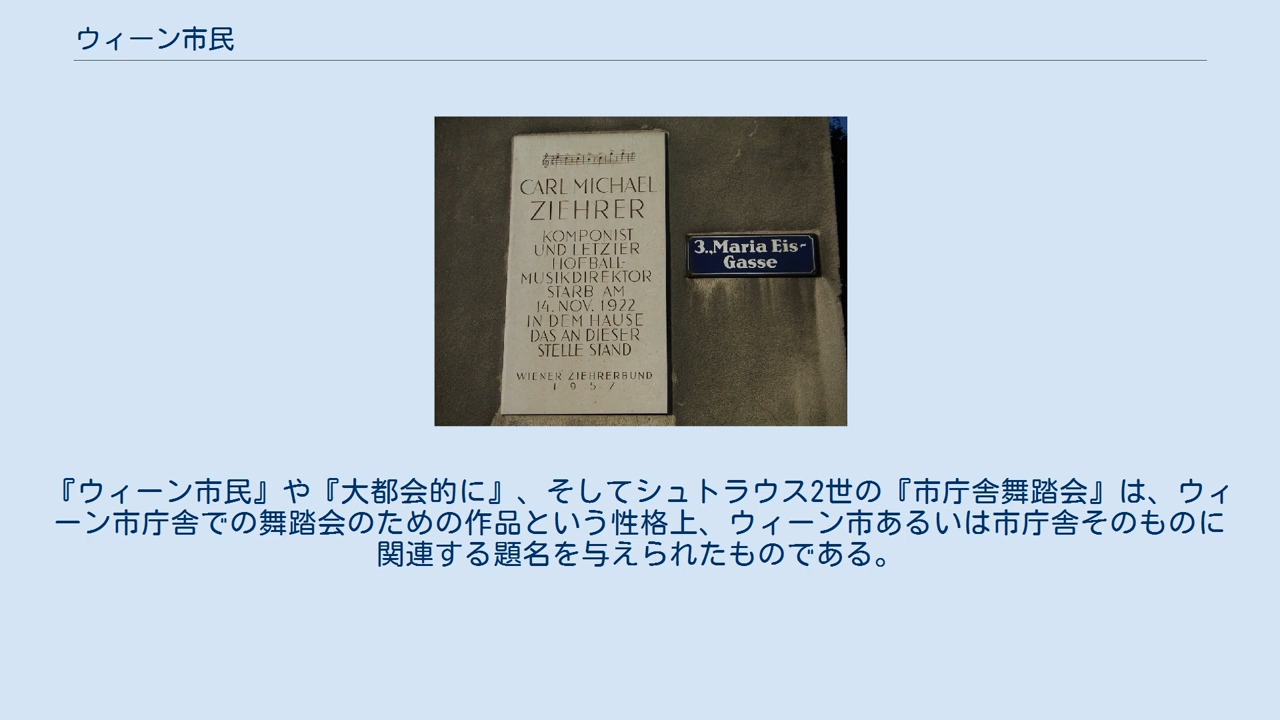 ウィーン市民
CARL MICHAEL
ZIEHRER
KOMPONIST
UND LETZTER
HOFBALL-
MUSIKDIREKTOR
STARB AM
14. NOV. 1922
IN DEM HAUSE
DAS AN DIESER
STELLE STAND
WIENER ZIEHRERBUND
1957
3., Maria Eis-
Gasse
『ウィーン市民』や『大都会的に』、そしてシュトラウス2世の『市庁舎舞踏会』は、ウィ
ーン市庁舎での舞踏会のための作品という性格上、ウィーン市あるいは市庁舎そのものに
関連する題名を与えられたものである。